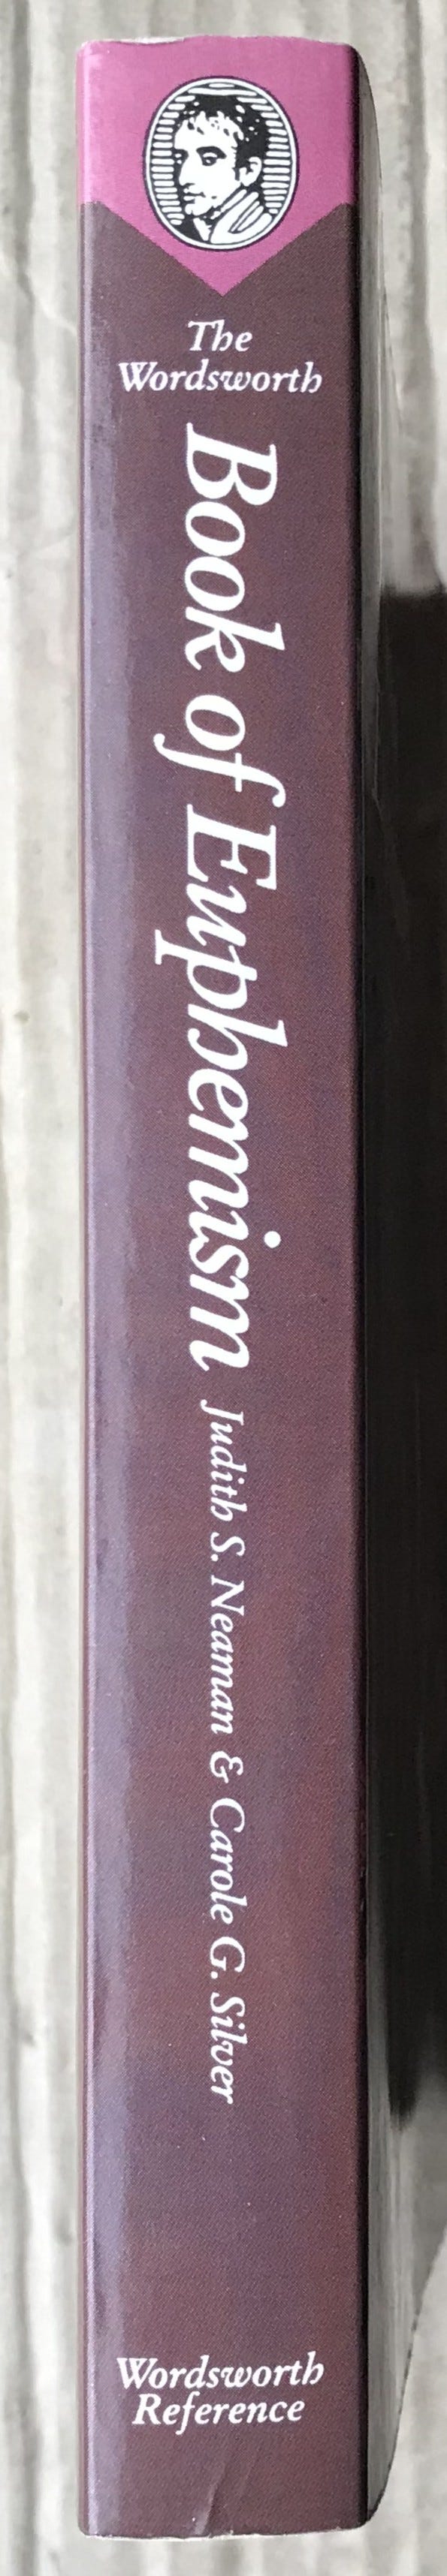 The
Wordsworth
Book of Euphemism
Judith S. Neaman & Carole G. Silver
Wordsworth
Reference